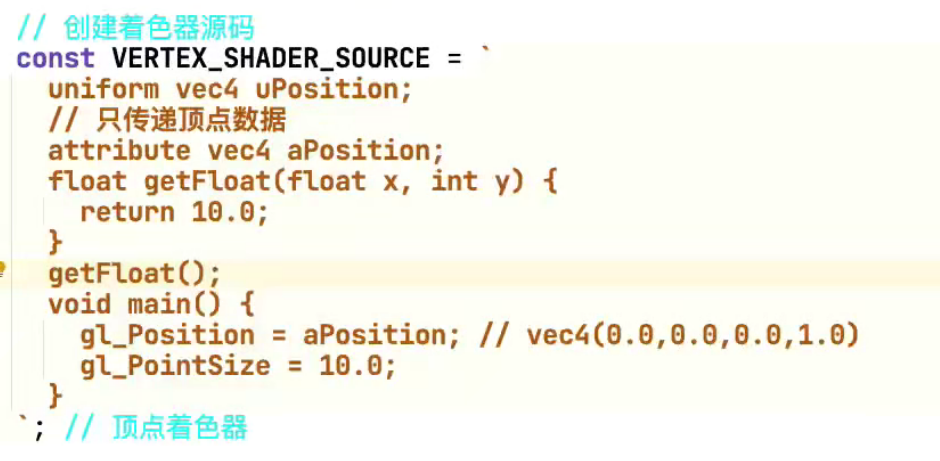 // 创建着色器源码
const VERTEX_SHADER_SOURCE = `
  uniform vec4 uPosition;
  // 只传递顶点数据
  attribute vec4 aPosition;
  float getFloat(float x, int y) {
    return 10.0;
  }
  getFloat();
  void main() {
    gl_Position = aPosition; // vec4(0.0,0.0,0.0,1.0)
    gl_PointSize = 10.0;
  }
`; // 顶点着色器